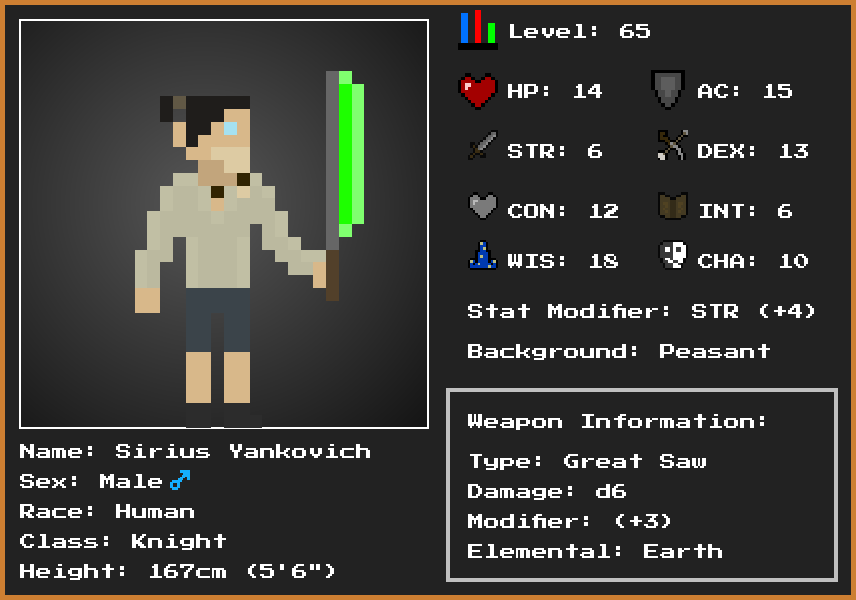 Level: 65
HP: 14
AC: 15
STR: 6
DEX: 13
CON: 12
INT: 6
WIS: 18
CHA: 10
Stat Modifier: STR (+4)
Background: Peasant
Weapon Information:
Type: Great Saw
Damage: d6
Modifier: (+3)
Elemental: Earth
Name: Sirius Yankovich
Sex: Male♂
Race: Human
Class: Knight
Height: 167cm (5'6")